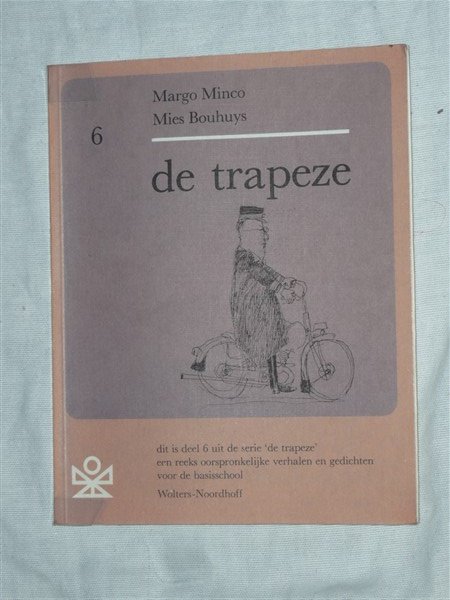 Margo Minco
Mies Bouhuys
6
de trapeze
dit is deel 6 uit de serie 'de trapeze'
een reeks oorspronkelijke verhalen en gedichten
voor de basisschool
Wolters-Noordhoff